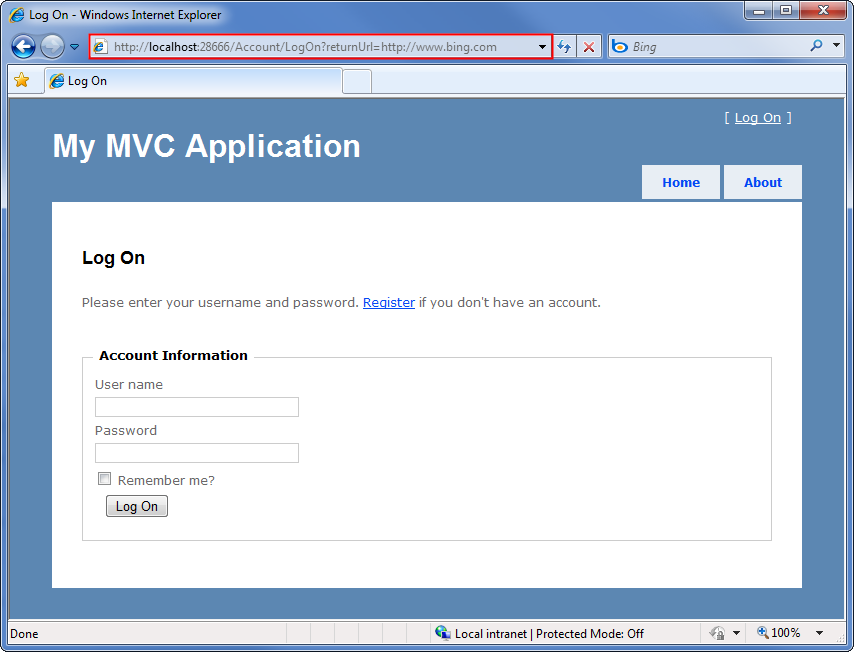 Log On - Windows Internet Explorer
http://localhost:28666/Account/LogOn?returnUrl=http://www.bing.com
Bing
Log On
[ Log On ]
My MVC Application
Home
About
Log On
Please enter your username and password. Register if you don't have an account.
Account Information
User name
Password
Remember me?
Log On
Done
Local intranet | Protected Mode: Off
100%